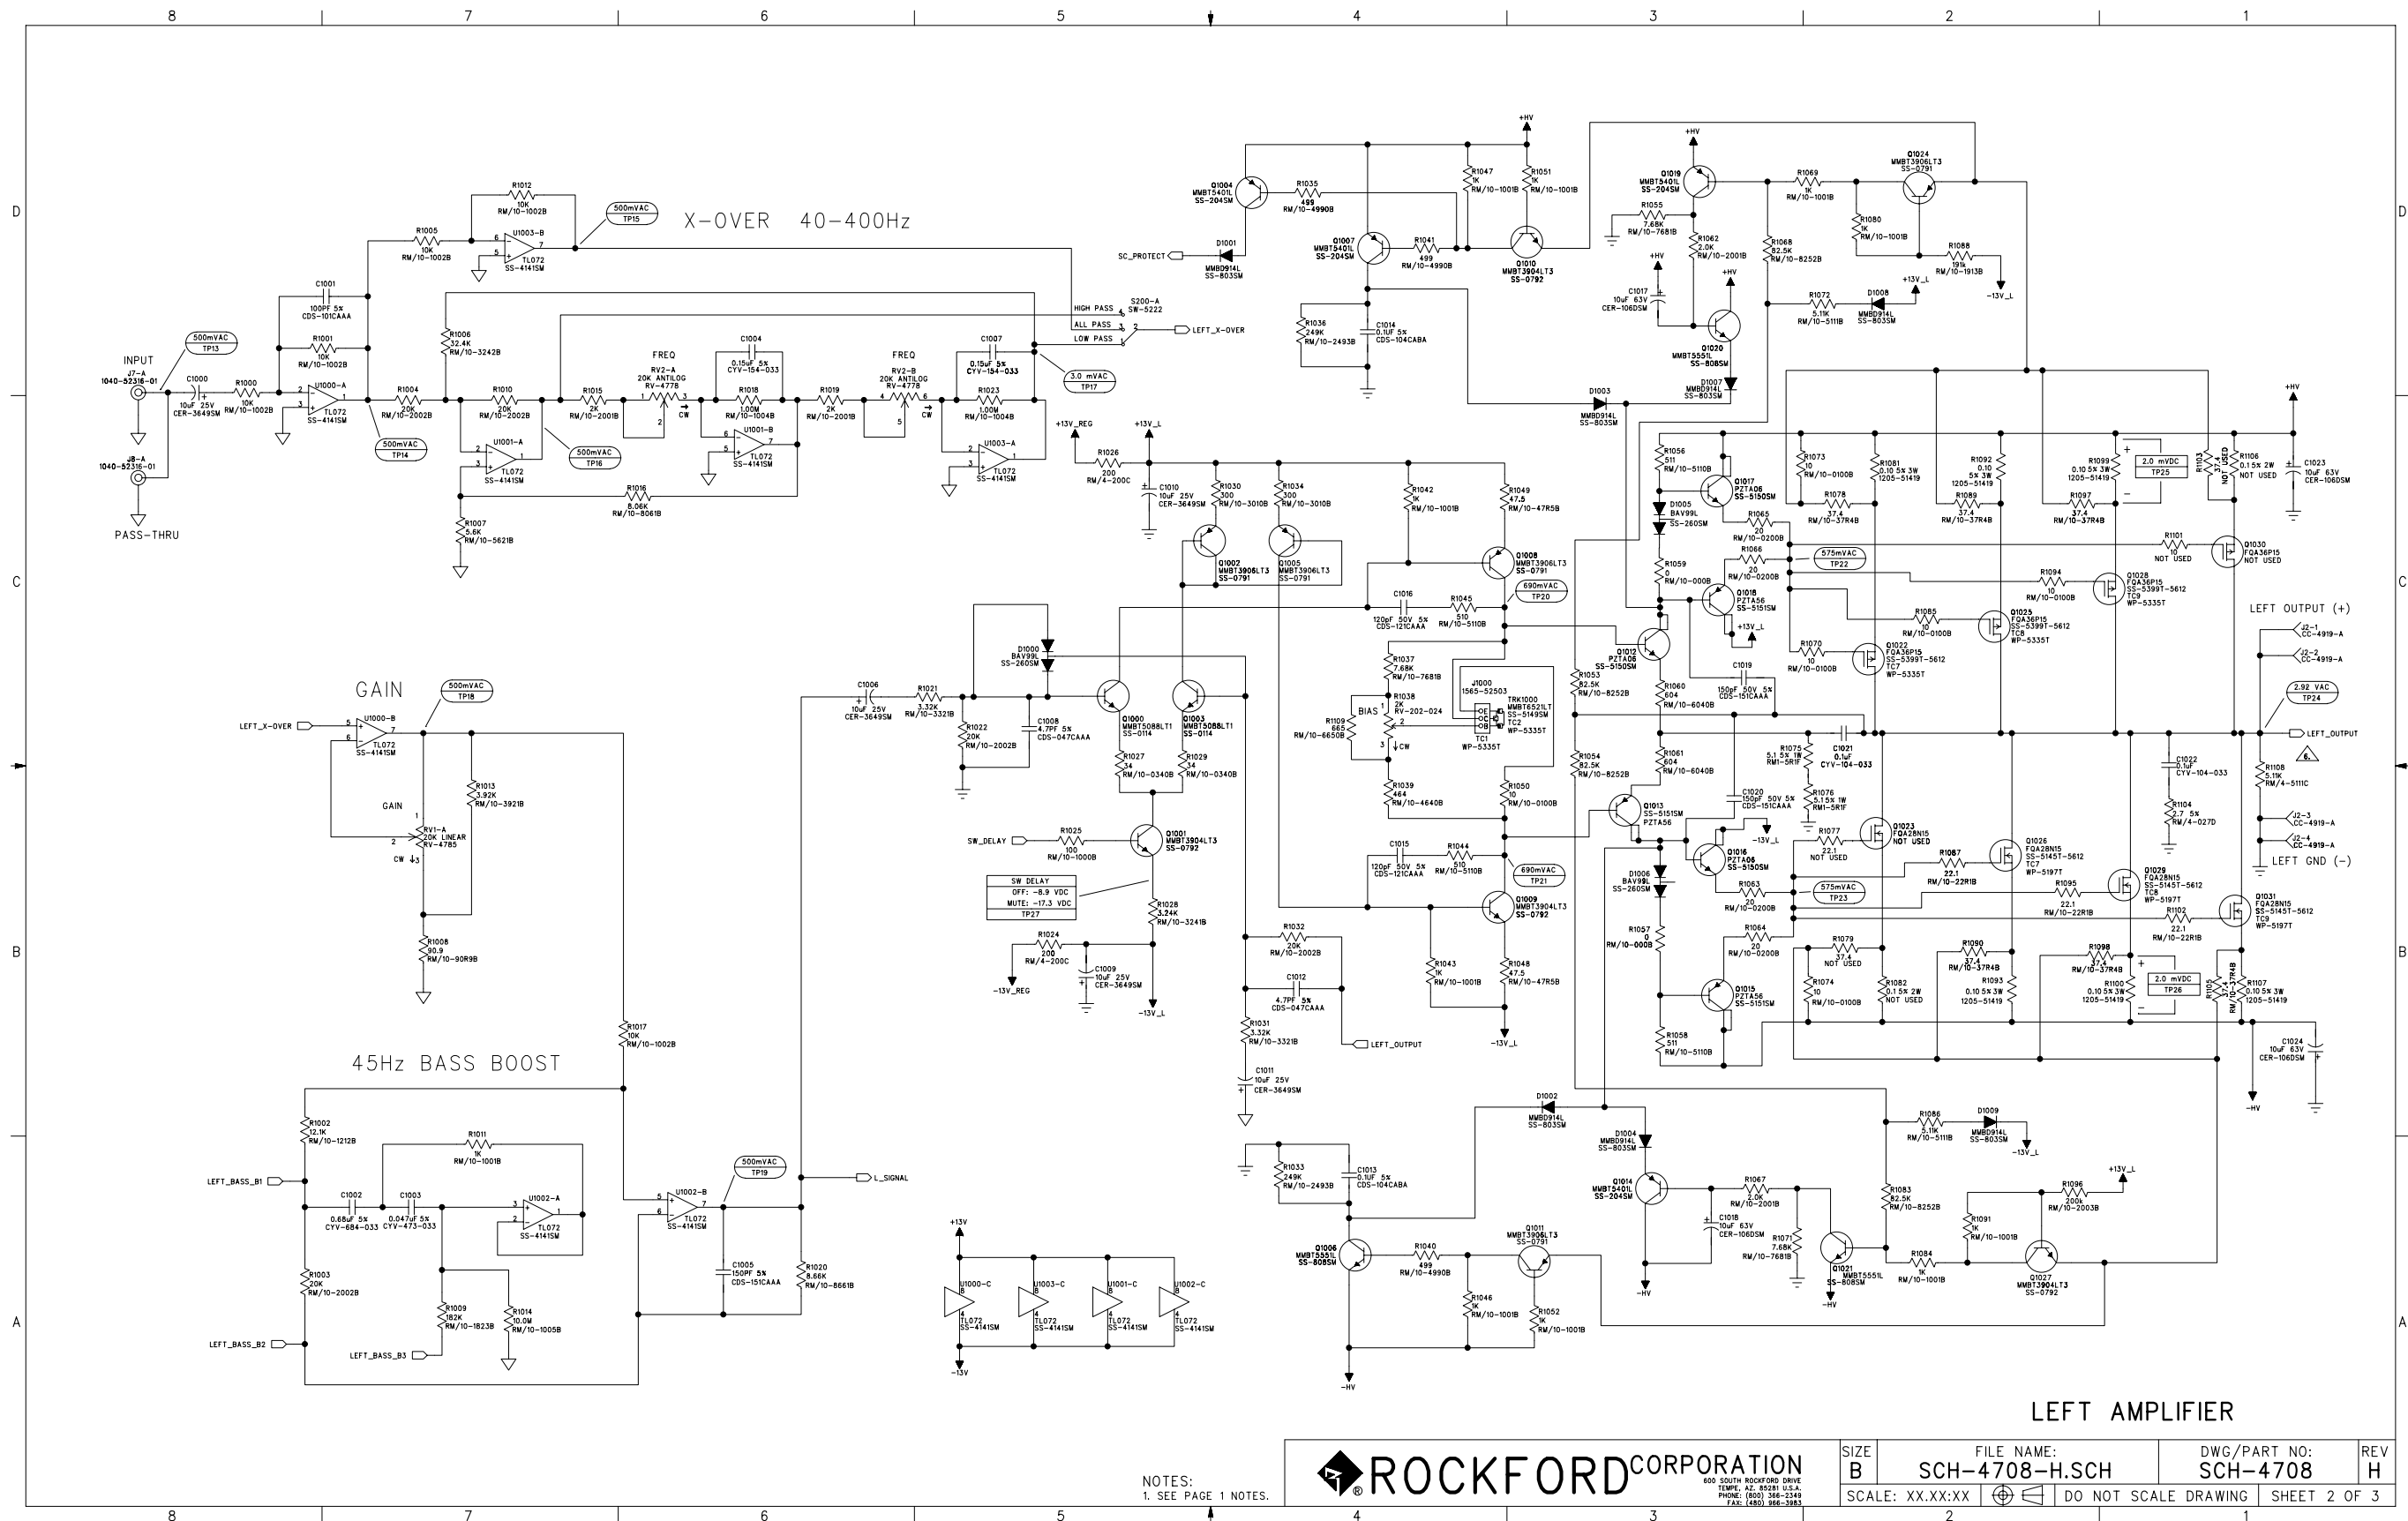 8 7 6 5 4 3 2 1
D
C
B
A
X-OVER 40-400Hz
INPUT
J7-A
1040-52316-01
500mVAC
TP13
C1000
10uF 25V
CER-3649SM
R1000
10K
RM/10-1002B
J8-A
1040-52316-01
PASS-THRU
C1001
100PF 5%
CDS-101CAAA
R1001
10K
RM/10-1002B
U1000-A
TL072
SS-4141SM
R1005
10K
RM/10-1002B
R1012
10K
RM/10-1002B
U1003-B
TL072
SS-4141SM
500mVAC
TP15
R1006
32.4K
RM/10-3242B
R1004
20K
RM/10-2002B
500mVAC
TP14
R1010
20K
RM/10-2002B
U1001-A
TL072
SS-4141SM
500mVAC
TP16
R1007
5.6K
RM/10-5621B
R1015
2K
RM/10-2001B
FREQ
RV2-A
20K ANTILOG
RV-4778
CW
C1004
0.15uF 5%
CYV-154-033
R1018
1.00M
RM/10-1004B
U1001-B
TL072
SS-4141SM
R1016
8.06K
RM/10-8061B
R1019
2K
RM/10-2001B
FREQ
RV2-B
20K ANTILOG
RV-4778
CW
C1007
0.15uF 5%
CYV-154-033
R1023
1.00M
RM/10-1004B
U1003-A
TL072
SS-4141SM
3.0 mVAC
TP17
HIGH PASS
ALL PASS
LOW PASS
S200-A
SW-5222
LEFT_X-OVER
SC_PROTECT
D1001
MMBD914L
SS-803SM
Q1004
MMBT5401L
SS-204SM
R1035
499
RM/10-4990B
Q1007
MMBT5401L
SS-204SM
R1041
499
RM/10-4990B
R1047
1K
RM/10-1001B
R1051
1K
RM/10-1001B
+HV
Q1010
MMBT3904LT3
SS-0792
R1036
249K
RM/10-2493B
C1014
0.1UF 5%
CDS-104CABA
+HV
Q1019
MMBT5401L
SS-204SM
R1055
7.68K
RM/10-7681B
R1062
2.0K
RM/10-2001B
R1069
1K
RM/10-1001B
Q1024
MMBT3906LT3
SS-0791
R1080
1K
RM/10-1001B
R1068
82.5K
RM/10-8252B
R1088
191k
RM/10-1913B
-13V_L
+HV
C1017
10uF 63V
CER-106DSM
+HV
Q1020
MMBT5551L
SS-808SM
R1072
5.11K
RM/10-5111B
D1008
MMBD914L
SS-803SM
+13V_L
D1007
MMBD914L
SS-803SM
D1003
MMBD914L
SS-803SM
+13V_REG
R1026
200
RM/4-200C
+13V_L
C1010
10uF 25V
CER-3649SM
R1030
300
RM/10-3010B
R1034
300
RM/10-3010B
Q1002
MMBT3906LT3
SS-0791
Q1005
MMBT3906LT3
SS-0791
R1042
1K
RM/10-1001B
R1049
47.5
RM/10-47R5B
Q1008
MMBT3906LT3
SS-0791
690mVAC
TP20
C1016
120pF 50V 5%
CDS-121CAAA
R1045
510
RM/10-5110B
R1037
7.68K
RM/10-7681B
BIAS
R1038
2K
RV-202-024
CW
R1109
665
RM/10-6650B
J1000
1565-52503
TRK1000
MMBT6521LT
SS-5149SM
TC2
WP-5335T
TC1
WP-5335T
R1039
464
RM/10-4640B
R1050
10
RM/10-0100B
C1015
120pF 50V 5%
CDS-121CAAA
R1044
510
RM/10-5110B
690mVAC
TP21
Q1009
MMBT3904LT3
SS-0792
R1043
1K
RM/10-1001B
R1048
47.5
RM/10-47R5B
-13V_L
R1056
511
RM/10-5110B
Q1017
PZTA06
SS-5150SM
D1005
BAV99L
SS-260SM
R1065
20
RM/10-0200B
R1066
20
RM/10-0200B
R1059
0
RM/10-000B
Q1018
PZTA56
SS-5151SM
+13V_L
575mVAC
TP22
Q1012
PZTA06
SS-5150SM
C1019
150pF 50V 5%
CDS-151CAAA
R1053
82.5K
RM/10-8252B
R1060
604
RM/10-6040B
R1054
82.5K
RM/10-8252B
R1061
604
RM/10-6040B
C1020
150pF 50V 5%
CDS-151CAAA
Q1013
SS-5151SM
PZTA56
Q1016
PZTA06
SS-5150SM
-13V_L
D1006
BAV99L
SS-260SM
R1063
20
RM/10-0200B
R1064
20
RM/10-0200B
575mVAC
TP23
R1057
0
RM/10-000B
Q1015
PZTA56
SS-5151SM
R1058
511
RM/10-5110B
R1073
10
RM/10-0100B
R1078
37.4
RM/10-37R4B
R1081
0.10 5% 3W
1205-51419
R1092
0.10
5% 3W
1205-51419
R1089
37.4
RM/10-37R4B
R1099
0.10 5% 3W
1205-51419
R1097
37.4
RM/10-37R4B
2.0 mVDC
TP25
R1103
37.4
NOT USED
R1106
0.1 5% 2W
NOT USED
+HV
C1023
10uF 63V
CER-106DSM
R1101
10
NOT USED
Q1030
FQA36P15
NOT USED
R1094
10
RM/10-0100B
Q1028
FQA36P15
SS-5399T-5612
TC9
WP-5335T
R1085
10
RM/10-0100B
Q1025
FQA36P15
SS-5399T-5612
TC8
WP-5335T
R1070
10
RM/10-0100B
Q1022
FQA36P15
SS-5399T-5612
TC7
WP-5335T
LEFT OUTPUT (+)
J2-1
CC-4919-A
J2-2
CC-4919-A
2.92 VAC
TP24
LEFT_OUTPUT
6.
R1075
5.1 5% 1W
RM1-5R1F
C1021
0.1uF
CYV-104-033
R1076
5.1 5% 1W
RM1-5R1F
C1022
0.1uF
CYV-104-033
R1104
2.7 5%
RM/4-027D
R1108
5.11K
RM/4-5111C
J2-3
CC-4919-A
J2-4
CC-4919-A
LEFT GND (-)
R1077
22.1
NOT USED
Q1023
FQA28N15
NOT USED
R1087
22.1
RM/10-22R1B
Q1026
FQA28N15
SS-5145T-5612
TC7
WP-5197T
R1095
22.1
RM/10-22R1B
Q1029
FQA28N15
SS-5145T-5612
TC8
WP-5197T
R1102
22.1
RM/10-22R1B
Q1031
FQA28N15
SS-5145T-5612
TC9
WP-5197T
R1079
37.4
NOT USED
R1074
10
RM/10-0100B
R1082
0.1 5% 2W
NOT USED
R1090
37.4
RM/10-37R4B
R1093
0.10 5% 3W
1205-51419
R1098
37.4
RM/10-37R4B
R1100
0.10 5% 3W
1205-51419
2.0 mVDC
TP26
R1105
37.4
RM/10-37R4B
R1107
0.10 5% 3W
1205-51419
C1024
10uF 63V
CER-106DSM
-HV
GAIN
500mVAC
TP18
LEFT_X-OVER
U1000-B
TL072
SS-4141SM
R1013
3.92K
RM/10-3921B
GAIN
RV1-A
20K LINEAR
RV-4785
CW
R1008
90.9
RM/10-90R9B
45Hz BASS BOOST
R1017
10K
RM/10-1002B
R1002
12.1K
RM/10-1212B
R1011
1K
RM/10-1001B
LEFT_BASS_B1
C1002
0.68uF 5%
CYV-684-033
C1003
0.047uF 5%
CYV-473-033
U1002-A
TL072
SS-4141SM
R1003
20K
RM/10-2002B
R1009
182K
RM/10-1823B
R1014
10.0M
RM/10-1005B
LEFT_BASS_B2
LEFT_BASS_B3
U1002-B
TL072
SS-4141SM
500mVAC
TP19
L_SIGNAL
C1005
150PF 5%
CDS-151CAAA
R1020
8.66K
RM/10-8661B
C1006
10uF 25V
CER-3649SM
R1021
3.32K
RM/10-3321B
D1000
BAV99L
SS-260SM
R1022
20K
RM/10-2002B
C1008
4.7PF 5%
CDS-047CAAA
Q1000
MMBT5088LT1
SS-0114
Q1003
MMBT5088LT1
SS-0114
R1027
34
RM/10-0340B
R1029
34
RM/10-0340B
SW_DELAY
R1025
100
RM/10-1000B
Q1001
MMBT3904LT3
SS-0792
SW DELAY
OFF: -8.9 VDC
MUTE: -17.3 VDC
TP27
R1028
3.24K
RM/10-3241B
R1024
200
RM/4-200C
-13V_REG
C1009
10uF 25V
CER-3649SM
-13V_L
R1032
20K
RM/10-2002B
C1012
4.7PF 5%
CDS-047CAAA
R1031
3.32K
RM/10-3321B
LEFT_OUTPUT
C1011
10uF 25V
CER-3649SM
+13V
U1000-C
TL072
SS-4141SM
U1003-C
TL072
SS-4141SM
U1001-C
TL072
SS-4141SM
U1002-C
TL072
SS-4141SM
-13V
D1002
MMBD914L
SS-803SM
R1033
249K
RM/10-2493B
C1013
0.1UF 5%
CDS-104CABA
Q1006
MMBT5551L
SS-808SM
R1040
499
RM/10-4990B
Q1011
MMBT3906LT3
SS-0791
R1046
1K
RM/10-1001B
R1052
1K
RM/10-1001B
-HV
D1004
MMBD914L
SS-803SM
Q1014
MMBT5401L
SS-204SM
-HV
R1067
2.0K
RM/10-2001B
C1018
10uF 63V
CER-106DSM
R1071
7.68K
RM/10-7681B
Q1021
MMBT5551L
SS-808SM
-HV
R1086
5.11K
RM/10-5111B
D1009
MMBD914L
SS-803SM
-13V_L
R1083
82.5K
RM/10-8252B
R1084
1K
RM/10-1001B
R1091
1K
RM/10-1001B
R1096
200k
RM/10-2003B
+13V_L
Q1027
MMBT3904LT3
SS-0792
LEFT AMPLIFIER
NOTES:
1. SEE PAGE 1 NOTES.
ROCKFORD CORPORATION
600 SOUTH ROCKFORD DRIVE
TEMPE, AZ. 85281 U.S.A.
PHONE: (800) 366-2349
FAX: (480) 966-3983
SIZE
B
FILE NAME:
SCH-4708-H.SCH
DWG/PART NO:
SCH-4708
REV
H
SCALE: XX.XX:XX
DO NOT SCALE DRAWING
SHEET 2 OF 3
8 7 6 5 4 3 2 1